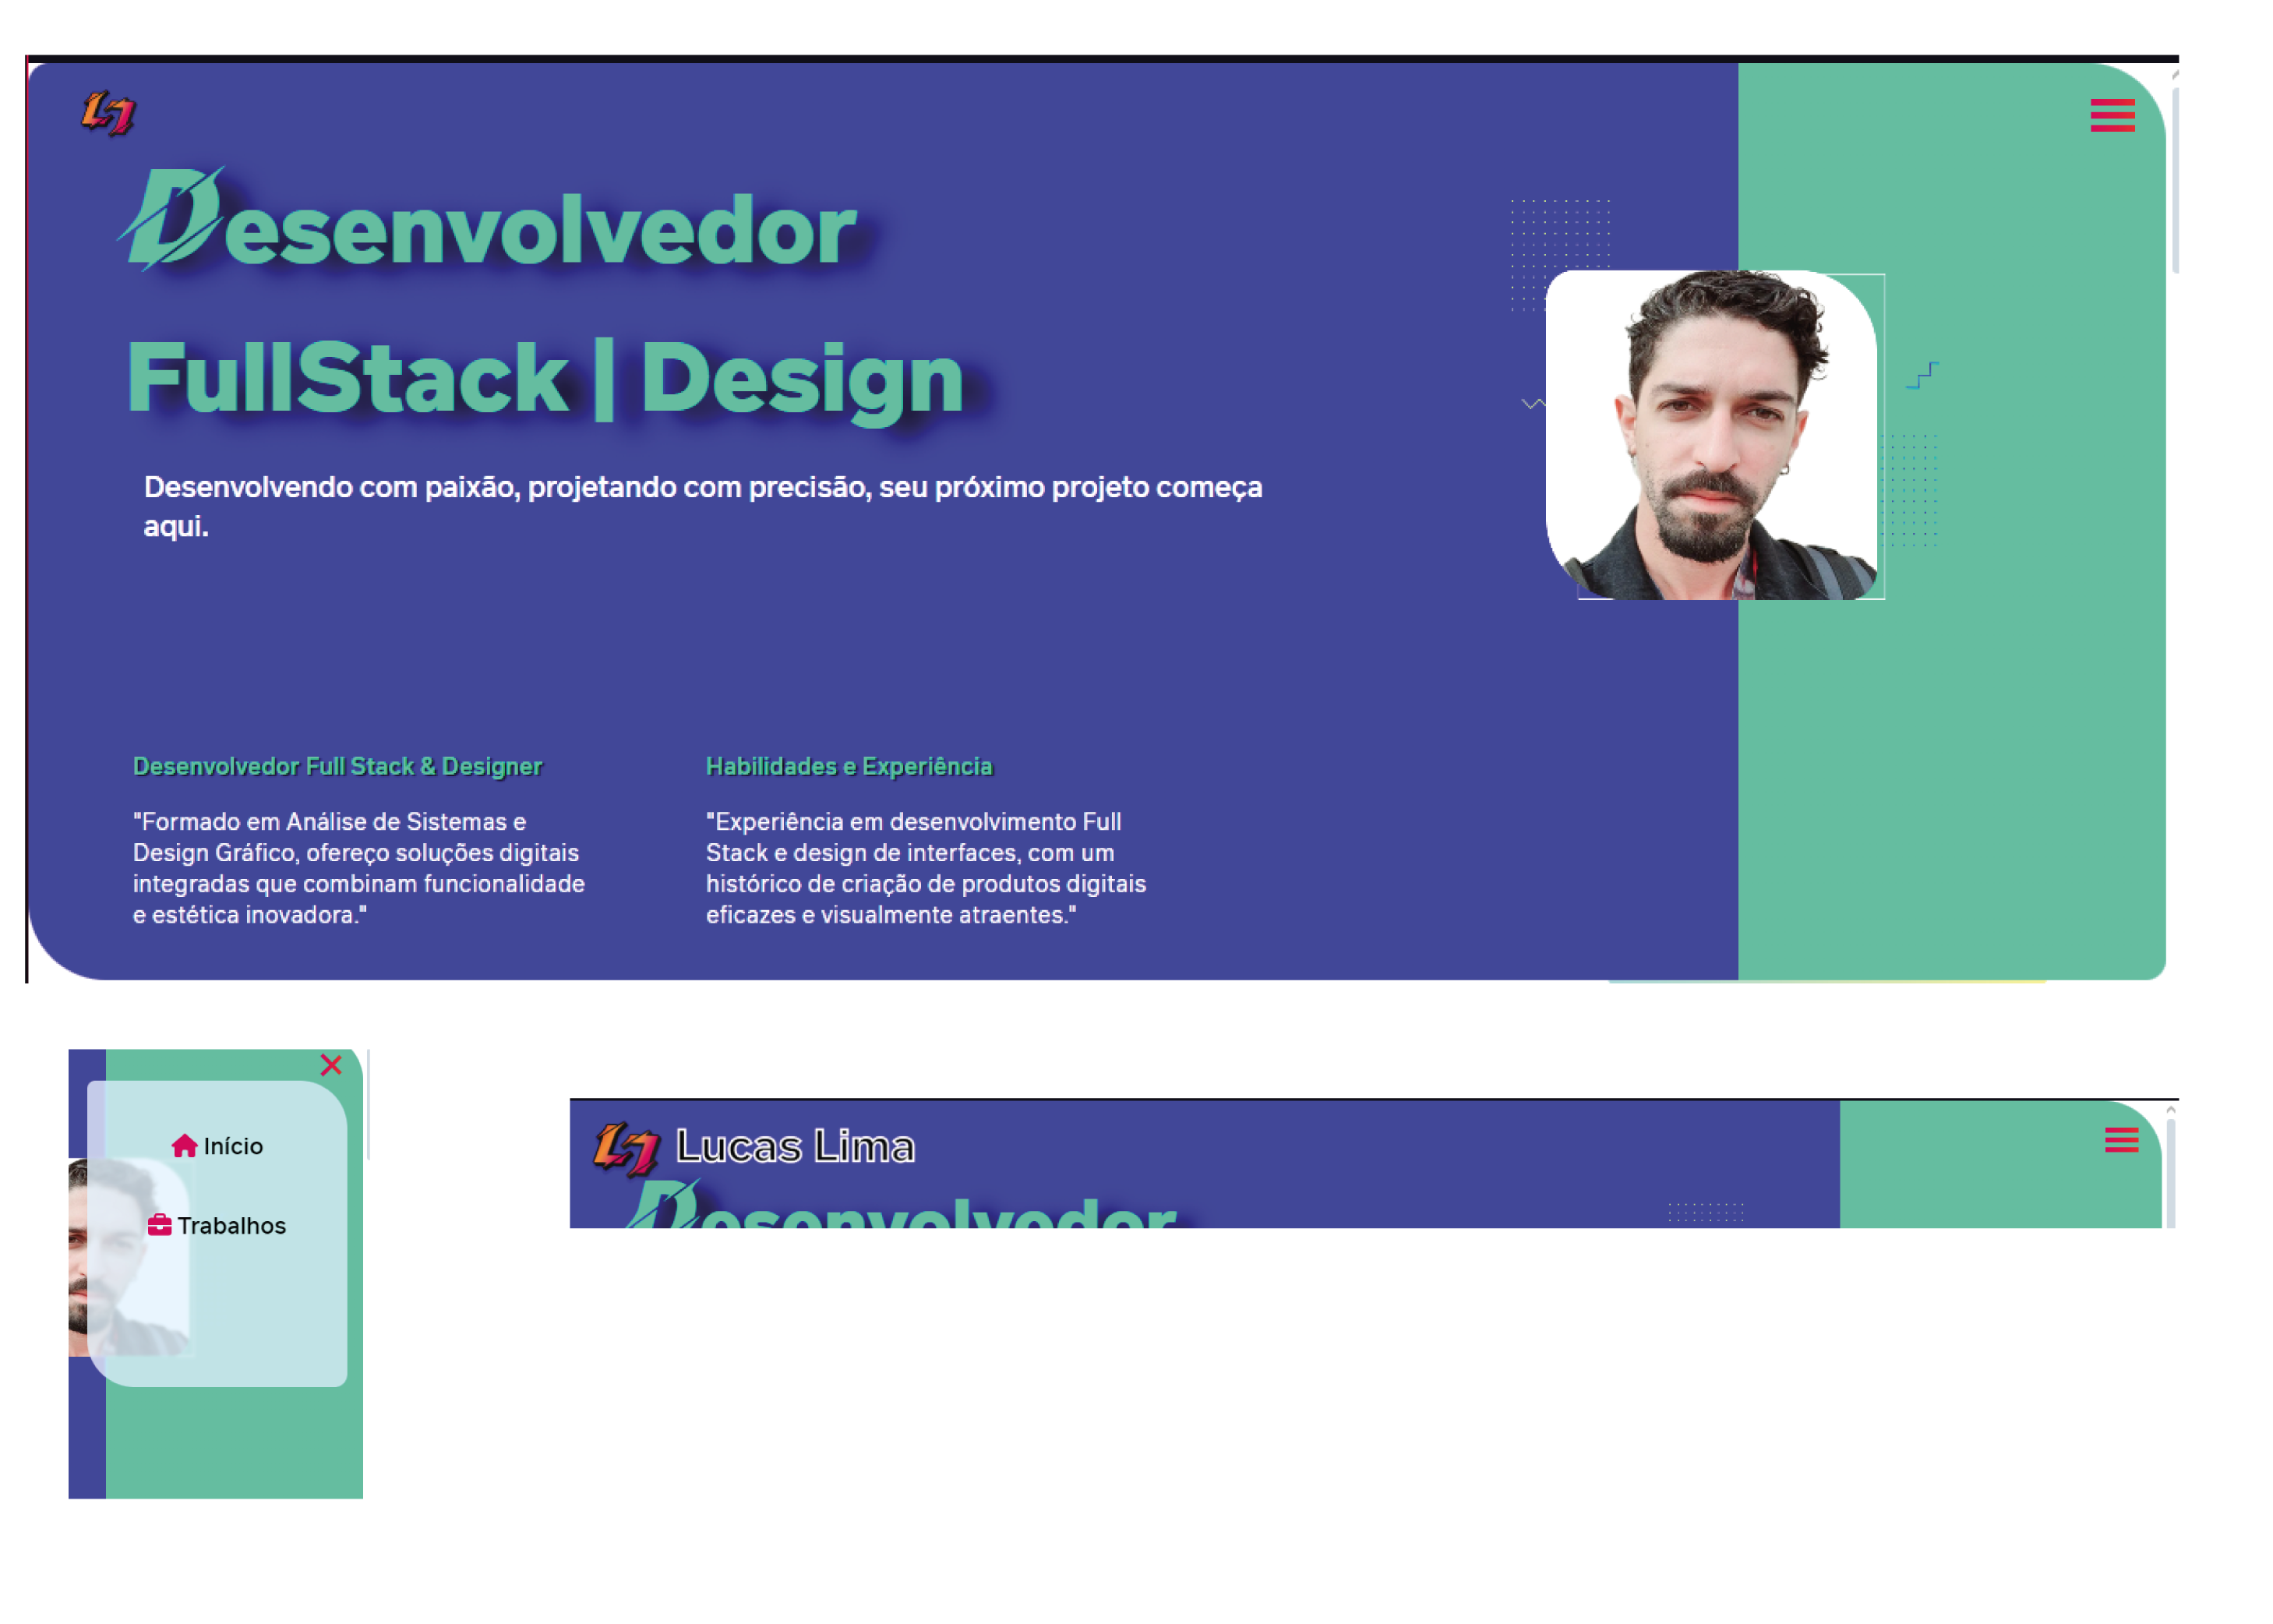 Desenvolvedor
FullStack | Design
Desenvolvendo com paixão, projetando com precisão, seu próximo projeto começa
aqui.
Desenvolvedor Full Stack & Designer
"Formado em Análise de Sistemas e
Design Gráfico, ofereço soluções digitais
integradas que combinam funcionalidade
e estética inovadora."
Habilidades e Experiência
"Experiência em desenvolvimento Full
Stack e design de interfaces, com um
histórico de criação de produtos digitais
eficazes e visualmente atraentes."
Início
Trabalhos
Lucas Lima
Desenvolvedor